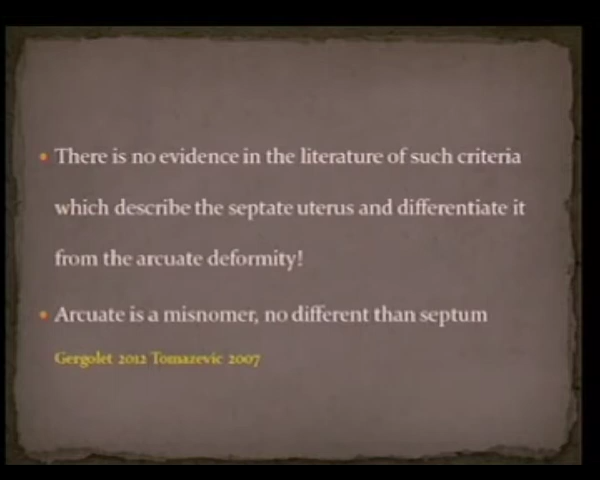 There is no evidence in the literature of such criteria
which describe the septate uterus and differentiate it
from the arcuate deformity!
Arcuate is a misnomer, no different than septum
Gergolet 2012 Tomazevic 2007